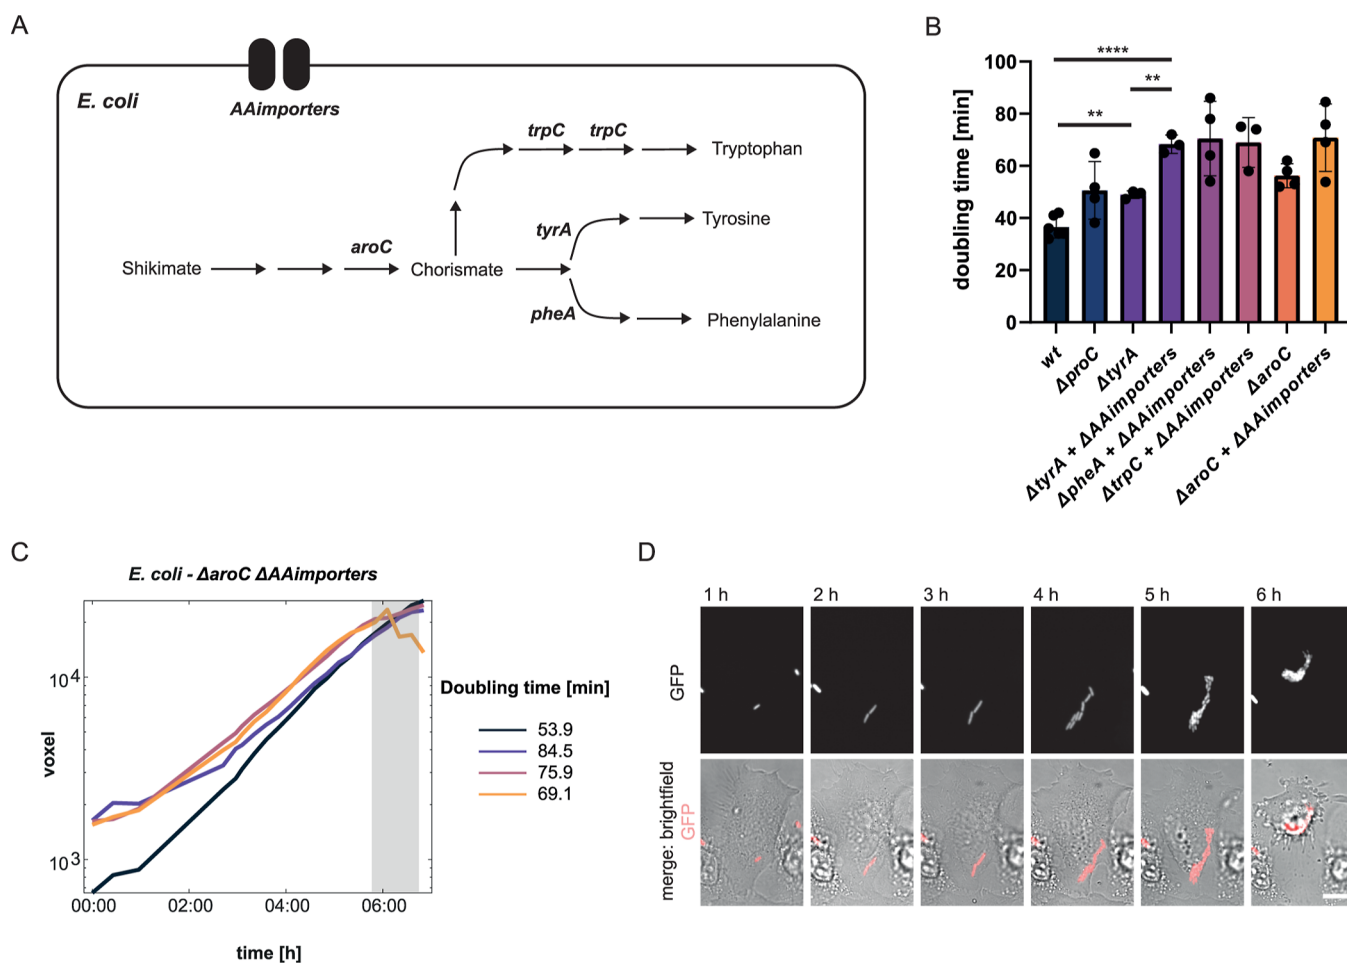 A
E. coli
AAimporters
trpC trpC
Tryptophan
tyrA
Tyrosine
aroC
Shikimate
Chorismate
pheA
Phenylalanine
B
doubling time [min]
100
80
60
40
20
0
****
**
**
wt
ΔproC
ΔtyrA
ΔtyrA + ΔAAimporters
ΔpheA + ΔAAimporters
ΔtrpC + ΔAAimporters
ΔaroC
ΔaroC + ΔAAimporters
C
E. coli - ΔaroC ΔAAimporters
voxel
10⁴
10³
00:00 02:00 04:00 06:00
time [h]
Doubling time [min]
53.9
84.5
75.9
69.1
D
1 h 2 h 3 h 4 h 5 h 6 h
GFP
merge: brightfield
GFP